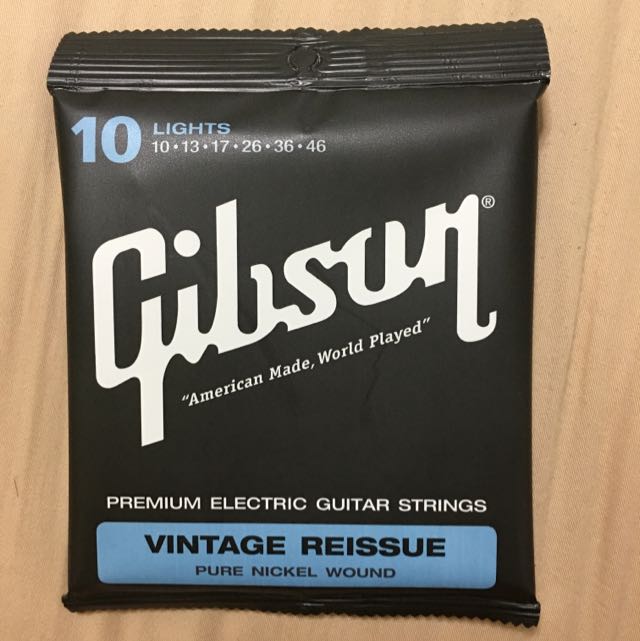 10 LIGHTS
10•13•17•26•36•46
Gibson®
“American Made, World Played”
PREMIUM ELECTRIC GUITAR STRINGS
VINTAGE REISSUE
PURE NICKEL WOUND